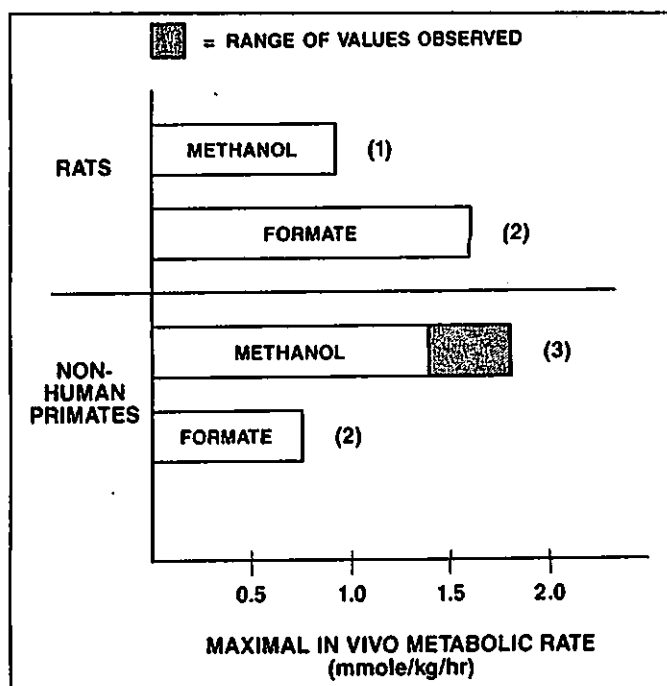 = RANGE OF VALUES OBSERVED
RATS
METHANOL (1)
FORMATE (2)
NON-
HUMAN
PRIMATES
METHANOL (3)
FORMATE (2)
0.5 1.0 1.5 2.0
MAXIMAL IN VIVO METABOLIC RATE
(mmole/kg/hr)